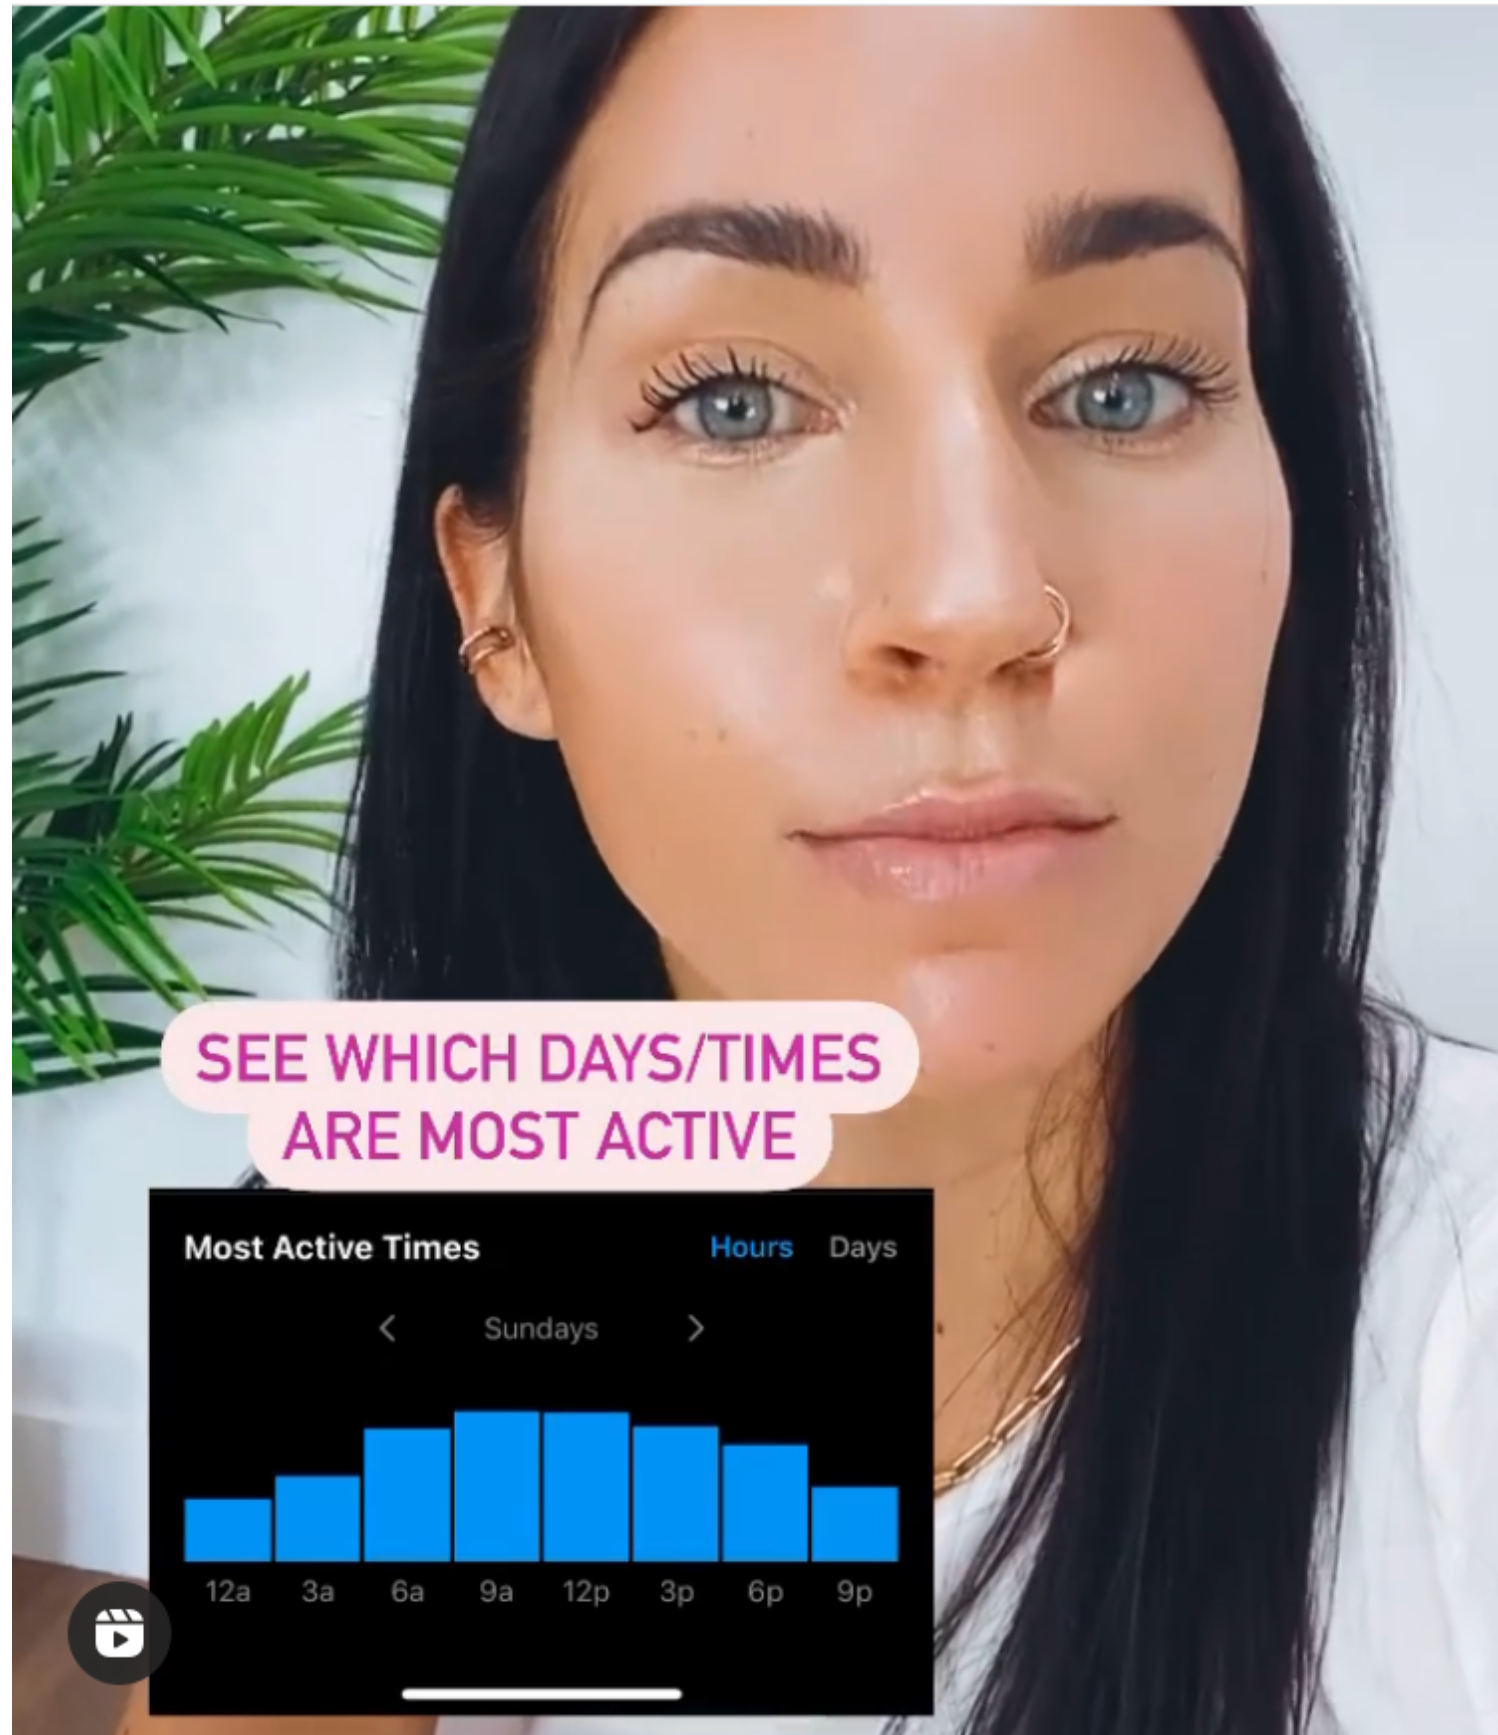 SEE WHICH DAYS/TIMES
ARE MOST ACTIVE
Most Active Times Hours Days
Sundays
12a 3a 6a 9a 12p 3p 6p 9p